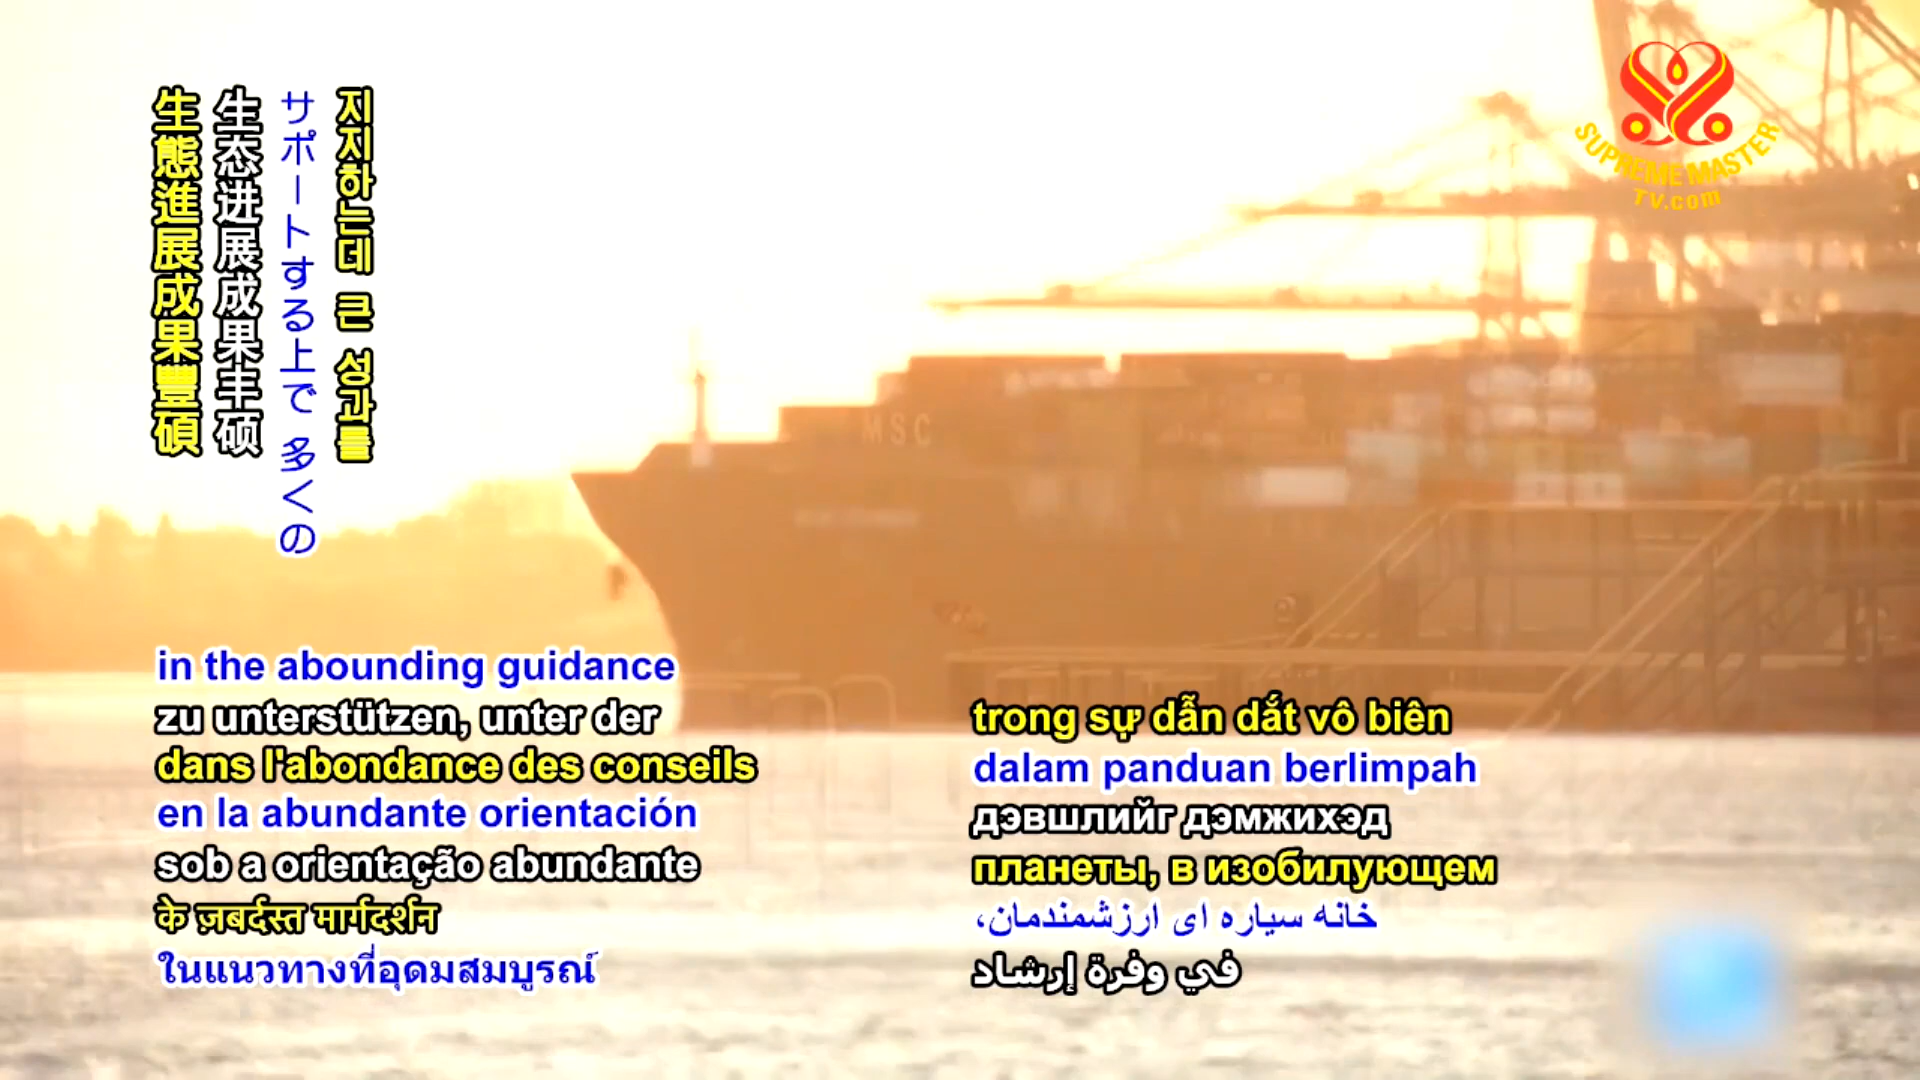 生態進展成果豐碩
生态进展成果丰硕
サポートする上で 多くの
지지하는데 큰 성과를
SUPREME MASTER
TV.com
MSC
in the abounding guidance
zu unterstützen, unter der
dans l'abondance des conseils
en la abundante orientación
sob a orientação abundante
के ज़बर्दस्त मार्गदर्शन
ในแนวทางที่อุดมสมบูรณ์
trong sự dẫn dắt vô biên
dalam panduan berlimpah
дэвшлийг дэмжихэд
планеты, в изобилующем
خانه سیاره ای ارزشمندمان،
في وفرة إرشاد